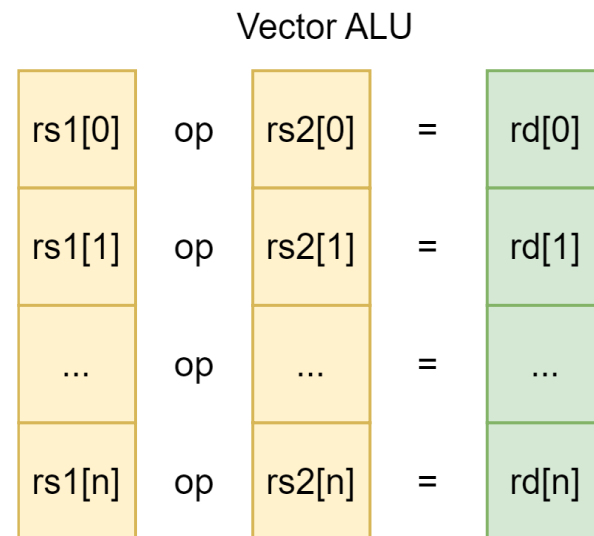 Vector ALU
rs1[0] op rs2[0] = rd[0]
rs1[1] op rs2[1] = rd[1]
... op ... = ...
rs1[n] op rs2[n] = rd[n]